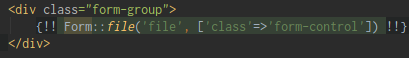 <div class="form-group">
{!! Form::file('file', ['class'=>'form-control']) !!}
</div>